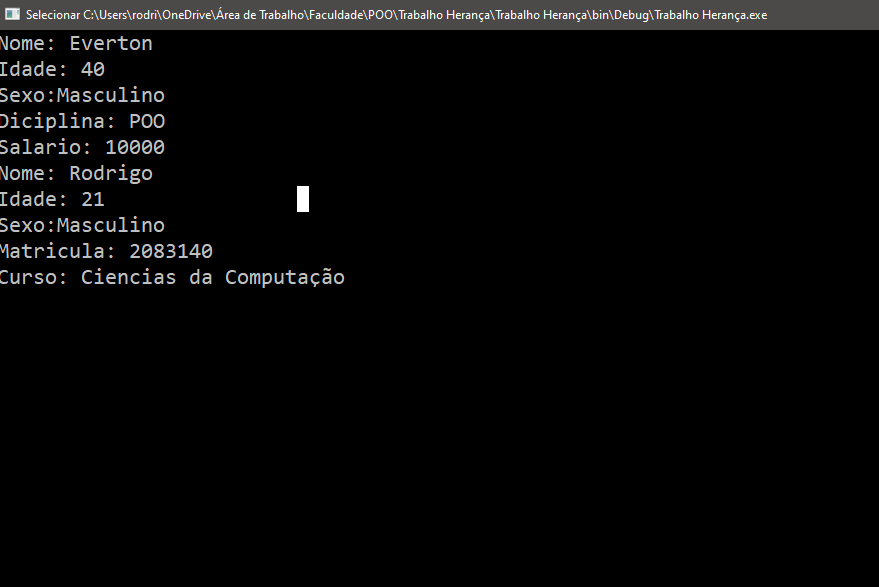 Selecionar C:\Users\rodri\OneDrive\Área de Trabalho\Faculdade\POO\Trabalho Herança\Trabalho Herança\bin\Debug\Trabalho Herança.exe
Nome: Everton
Idade: 40
Sexo:Masculino
Diciplina: POO
Salario: 10000
Nome: Rodrigo
Idade: 21
Sexo:Masculino
Matricula: 2083140
Curso: Ciencias da Computação